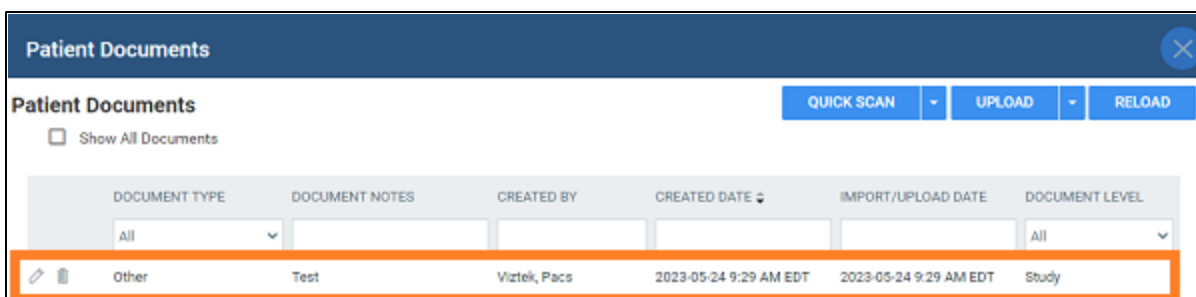 Patient Documents
Patient Documents QUICK SCAN UPLOAD RELOAD
Show All Documents
DOCUMENT TYPE DOCUMENT NOTES CREATED BY CREATED DATE IMPORT/UPLOAD DATE DOCUMENT LEVEL
All All
Other Test Viztek, Pacs 2023-05-24 9:29 AM EDT 2023-05-24 9:29 AM EDT Study